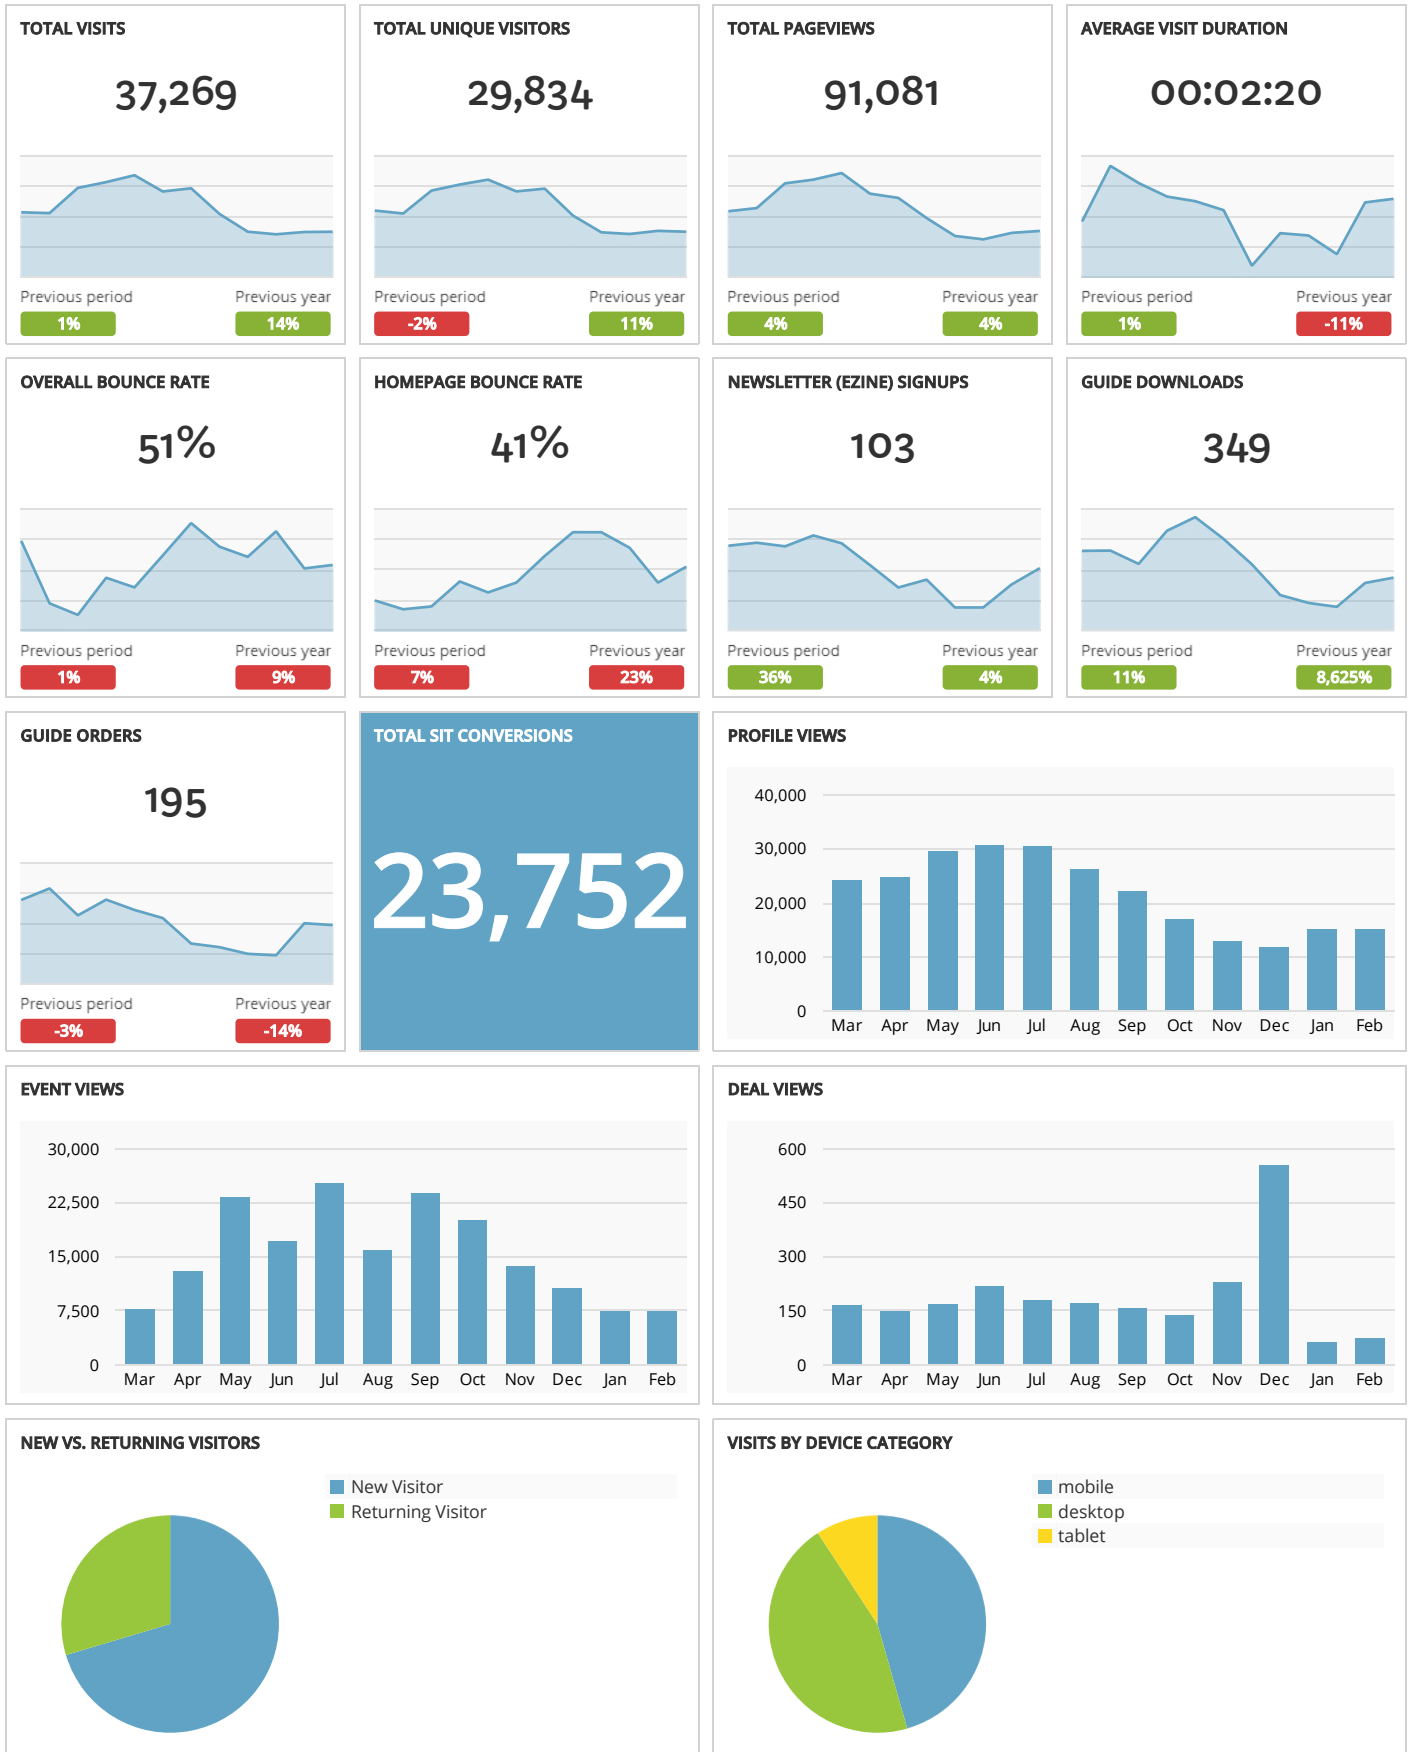 TOTAL VISITS
37,269
Previous period
Previous year
1%
14%
TOTAL UNIQUE VISITORS
29,834
Previous period
Previous year
-2%
11%
TOTAL PAGEVIEWS
91,081
Previous period
Previous year
4%
4%
AVERAGE VISIT DURATION
00:02:20
Previous period
Previous year
1%
-11%
OVERALL BOUNCE RATE
51%
Previous period
Previous year
1%
9%
HOMEPAGE BOUNCE RATE
41%
Previous period
Previous year
7%
23%
NEWSLETTER (EZINE) SIGNUPS
103
Previous period
Previous year
36%
4%
GUIDE DOWNLOADS
349
Previous period
Previous year
11%
8,625%
GUIDE ORDERS
195
Previous period
Previous year
-3%
-14%
TOTAL SIT CONVERSIONS
23,752
PROFILE VIEWS
40,000
30,000
20,000
10,000
0
Mar Apr May Jun Jul Aug Sep Oct Nov Dec Jan Feb
EVENT VIEWS
30,000
22,500
15,000
7,500
0
Mar Apr May Jun Jul Aug Sep Oct Nov Dec Jan Feb
DEAL VIEWS
600
450
300
150
0
Mar Apr May Jun Jul Aug Sep Oct Nov Dec Jan Feb
NEW VS. RETURNING VISITORS
New Visitor
Returning Visitor
VISITS BY DEVICE CATEGORY
mobile
desktop
tablet